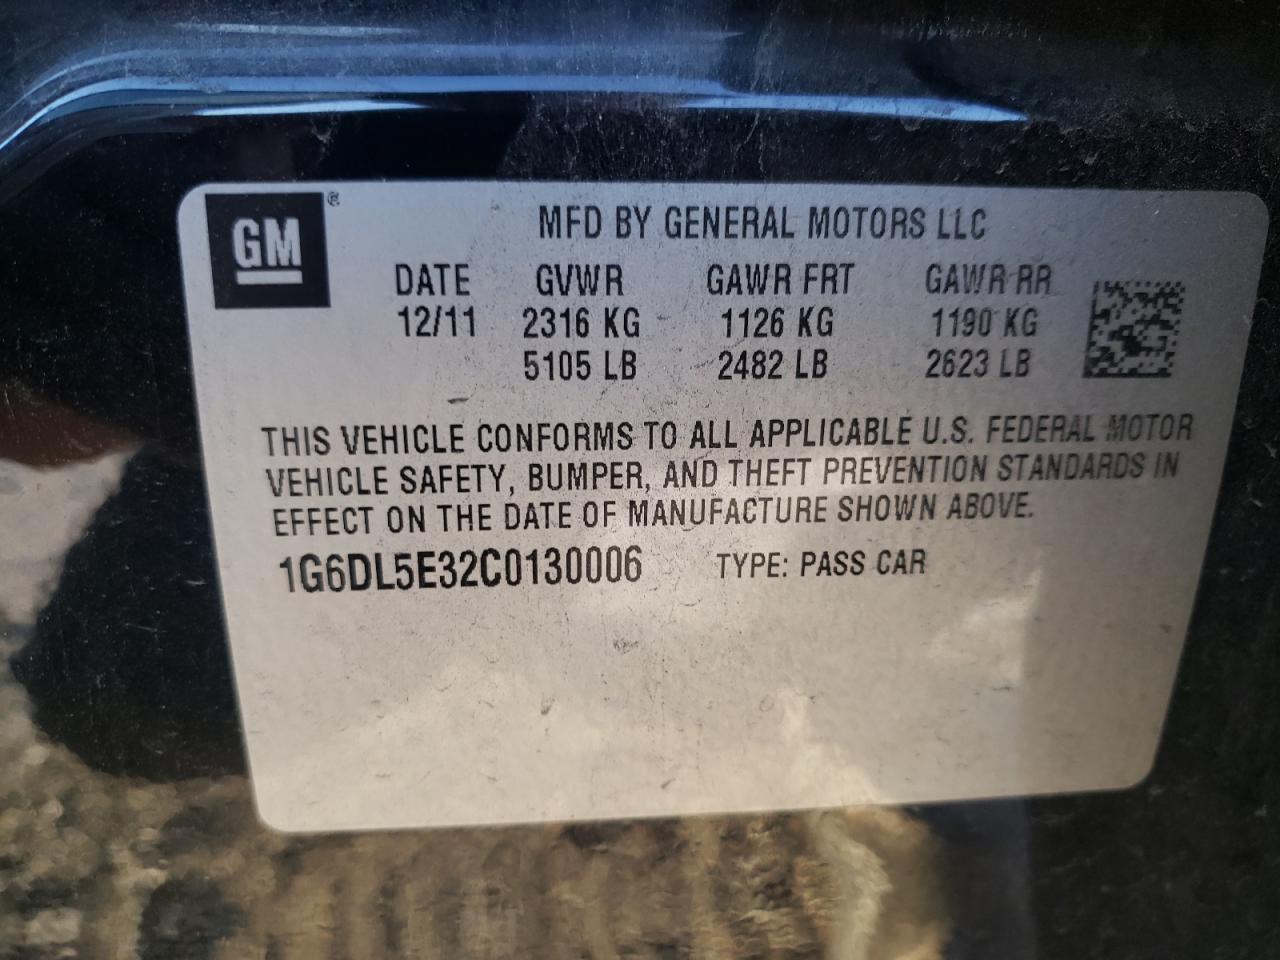 GM ®
MFD BY GENERAL MOTORS LLC
DATE GVWR GAWR FRT GAWR RR
12/11 2316 KG 1126 KG 1190 KG
5105 LB 2482 LB 2623 LB
THIS VEHICLE CONFORMS TO ALL APPLICABLE U.S. FEDERAL MOTOR
VEHICLE SAFETY, BUMPER, AND THEFT PREVENTION STANDARDS IN
EFFECT ON THE DATE OF MANUFACTURE SHOWN ABOVE.
1G6DL5E32C0130006 TYPE: PASS CAR